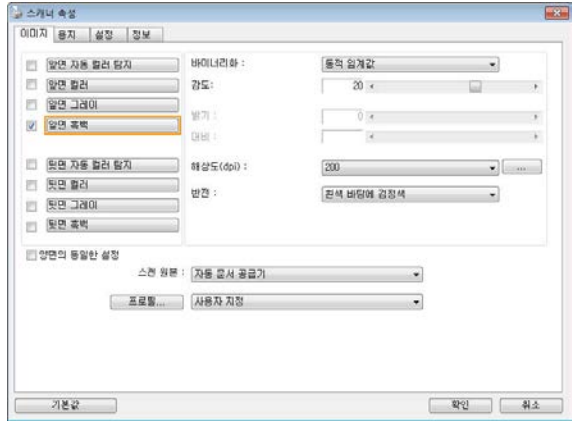 스캐너 속성
이미지 용지 설정 정보
앞면 자동 컬러 탐지
앞면 컬러
앞면 그레이
앞면 흑백
뒷면 자동 컬러 탐지
뒷면 컬러
뒷면 그레이
뒷면 흑백
바이너리화 : 동적 임계값
감도: 20
밝기 : 0
대비 :
해상도(dpi) : 200 ...
반전 : 흰색 바탕에 검정색
양면의 동일한 설정
스캔 원본 : 자동 문서 공급기
프로필... 사용자 지정
기본값 확인 취소